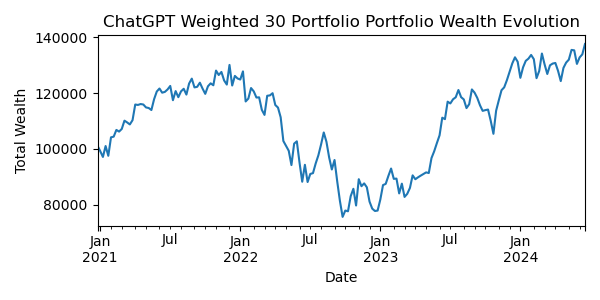 ChatGPT Weighted 30 Portfolio Portfolio Wealth Evolution
140000
120000
100000
80000
Total Wealth
Jan Jul Jan Jul Jan Jul Jan
2021 2022 2023 2024
Date